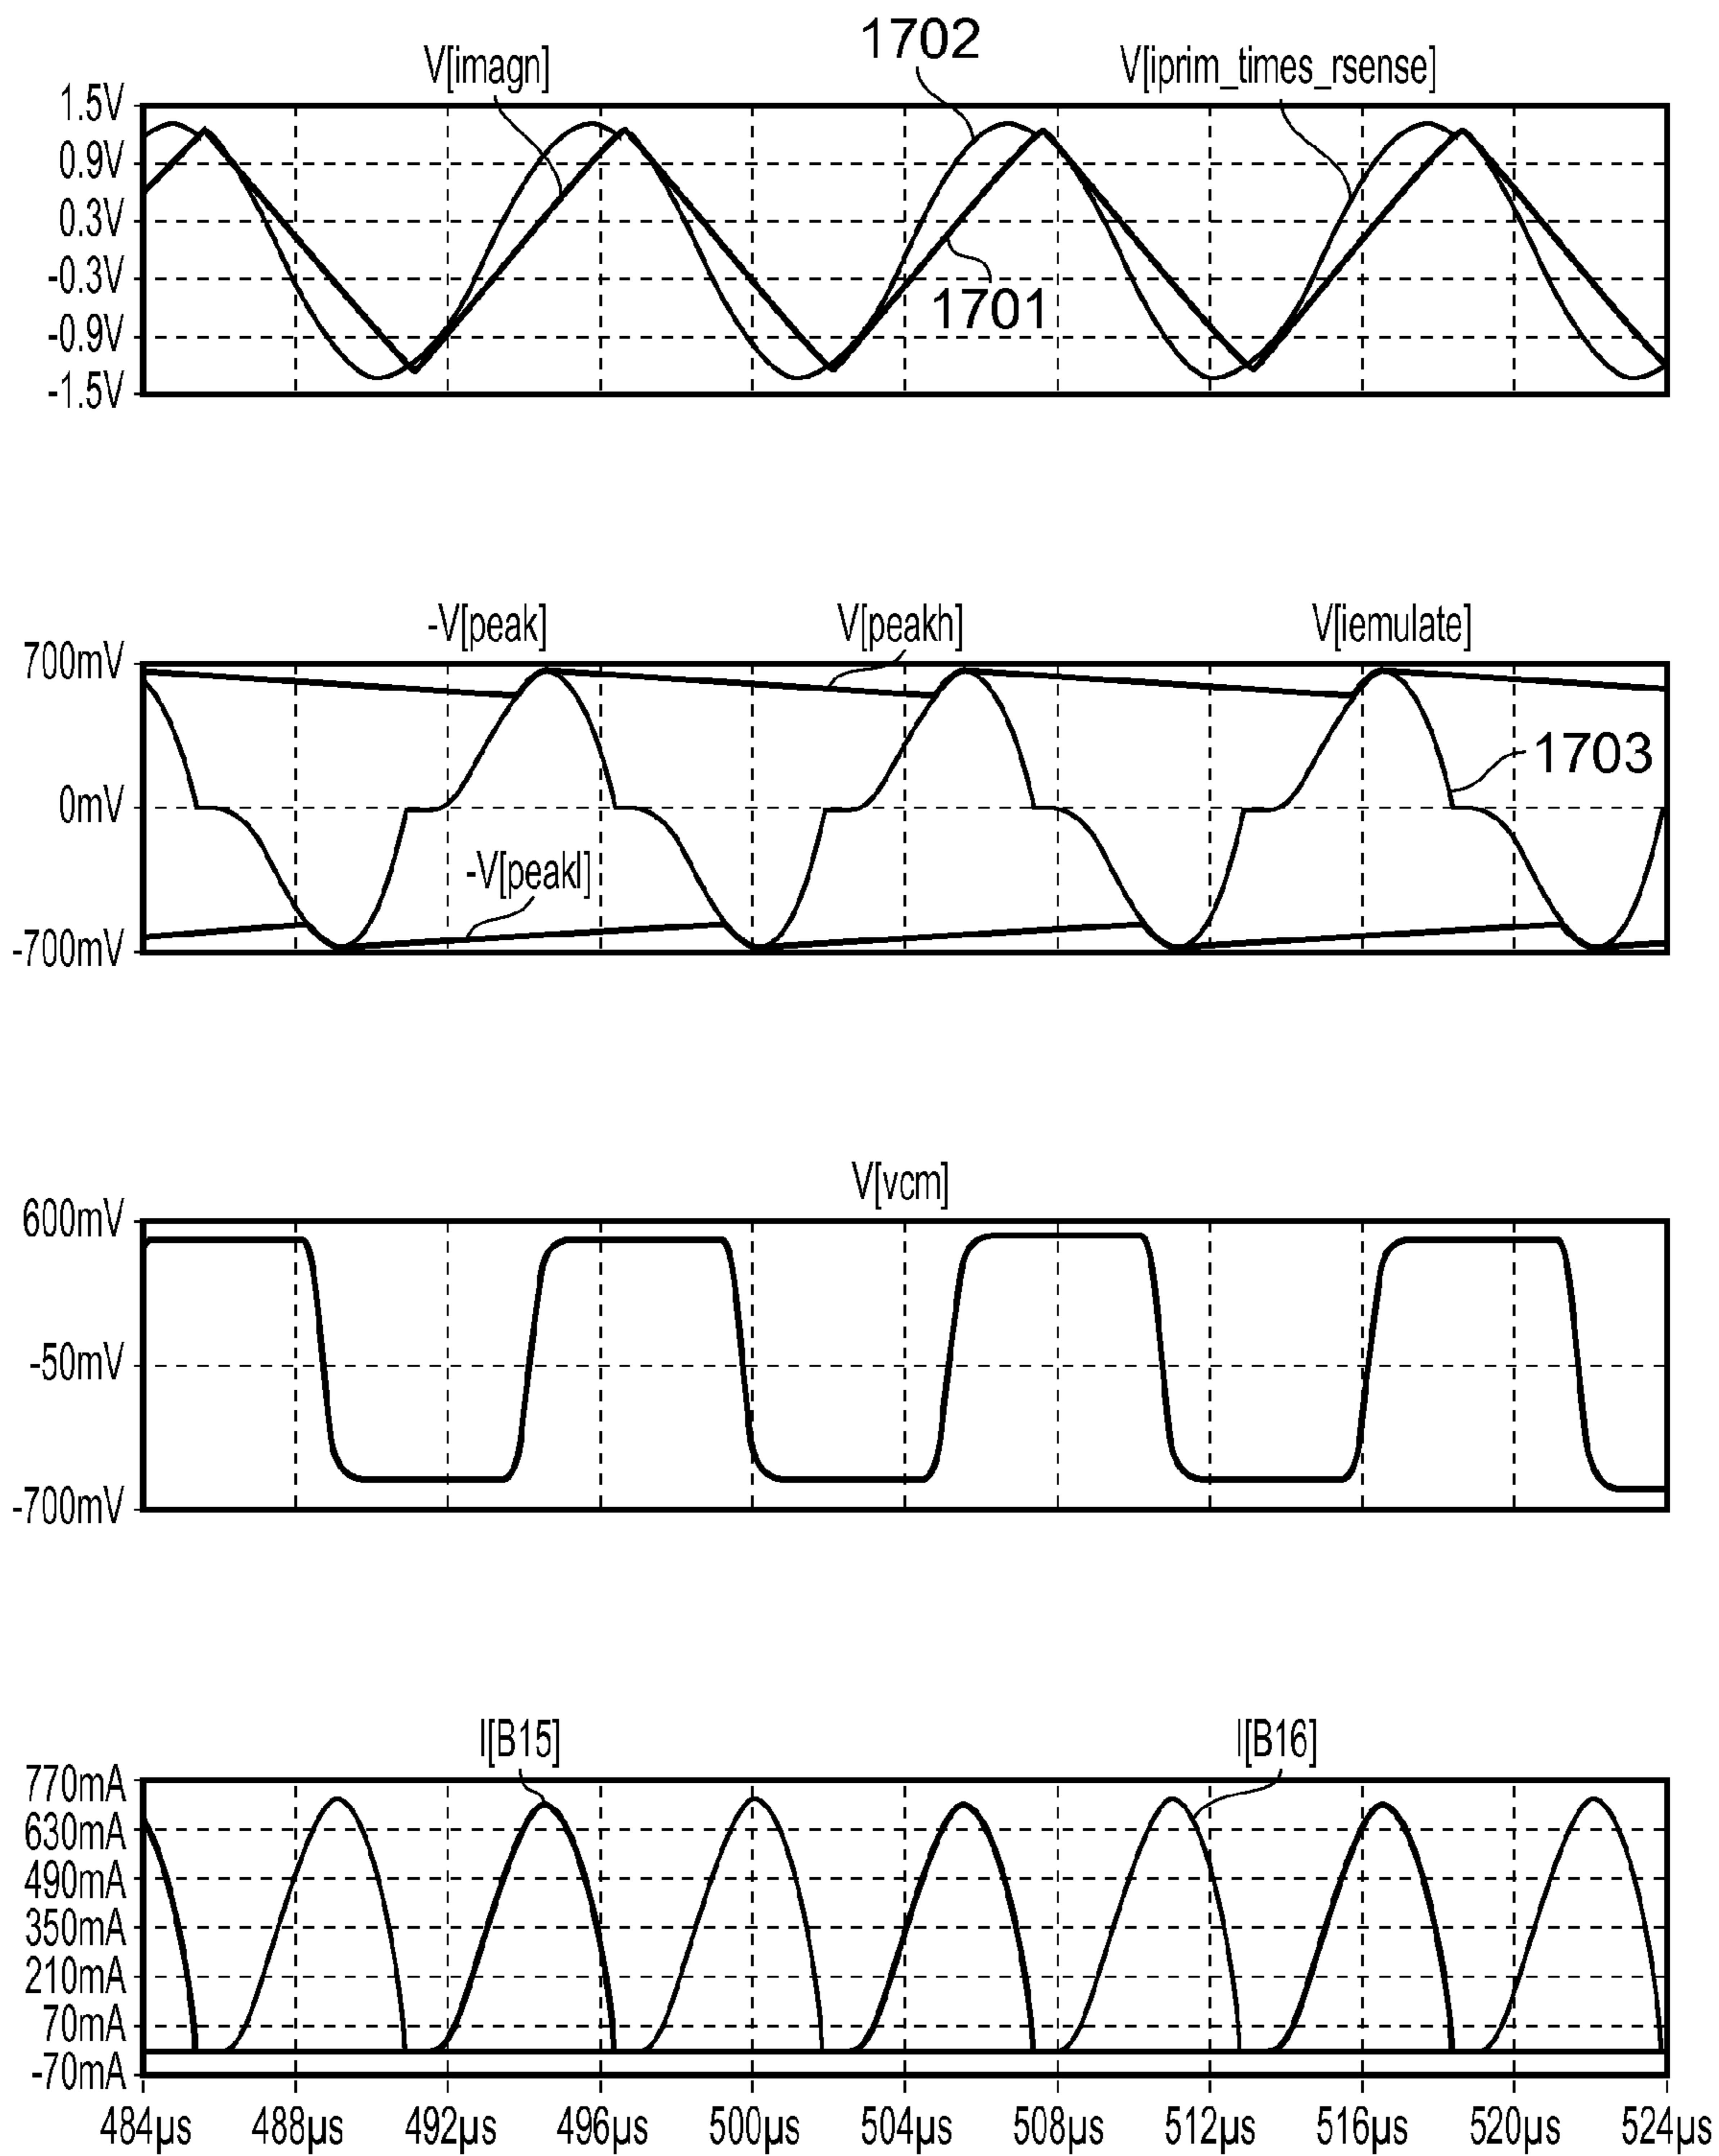 1702
V[imagn]
V[iprim_times_rsense]
1.5V
0.9V
0.3V
-0.3V
-0.9V
-1.5V
1701
-V[peak]
V[peakh]
V[iemulate]
700mV
0mV
-700mV
1703
-V[peakl]
V[vcm]
600mV
-50mV
-700mV
I[B15]
I[B16]
770mA
630mA
490mA
350mA
210mA
70mA
-70mA
484µs 488µs 492µs 496µs 500µs 504µs 508µs 512µs 516µs 520µs 524µs